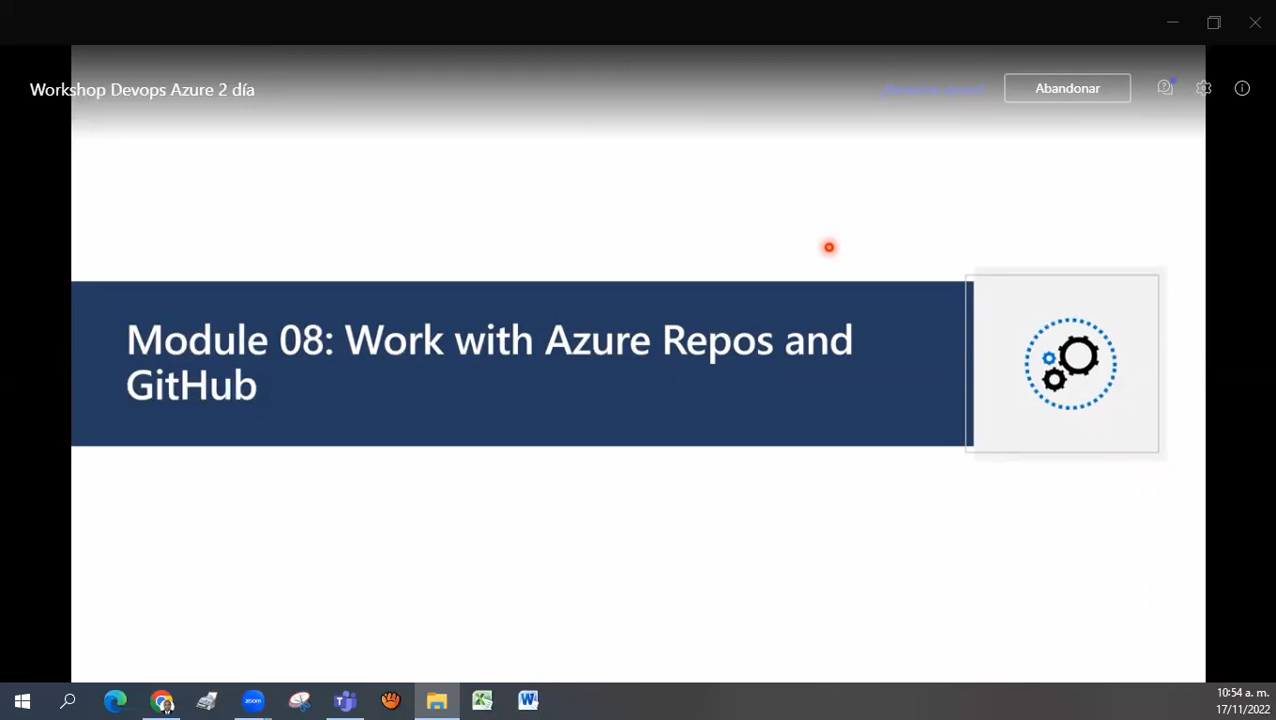 Workshop Devops Azure 2 día
Abandonar
Module 08: Work with Azure Repos and
GitHub
zoom
10:54 a. m.
17/11/2022